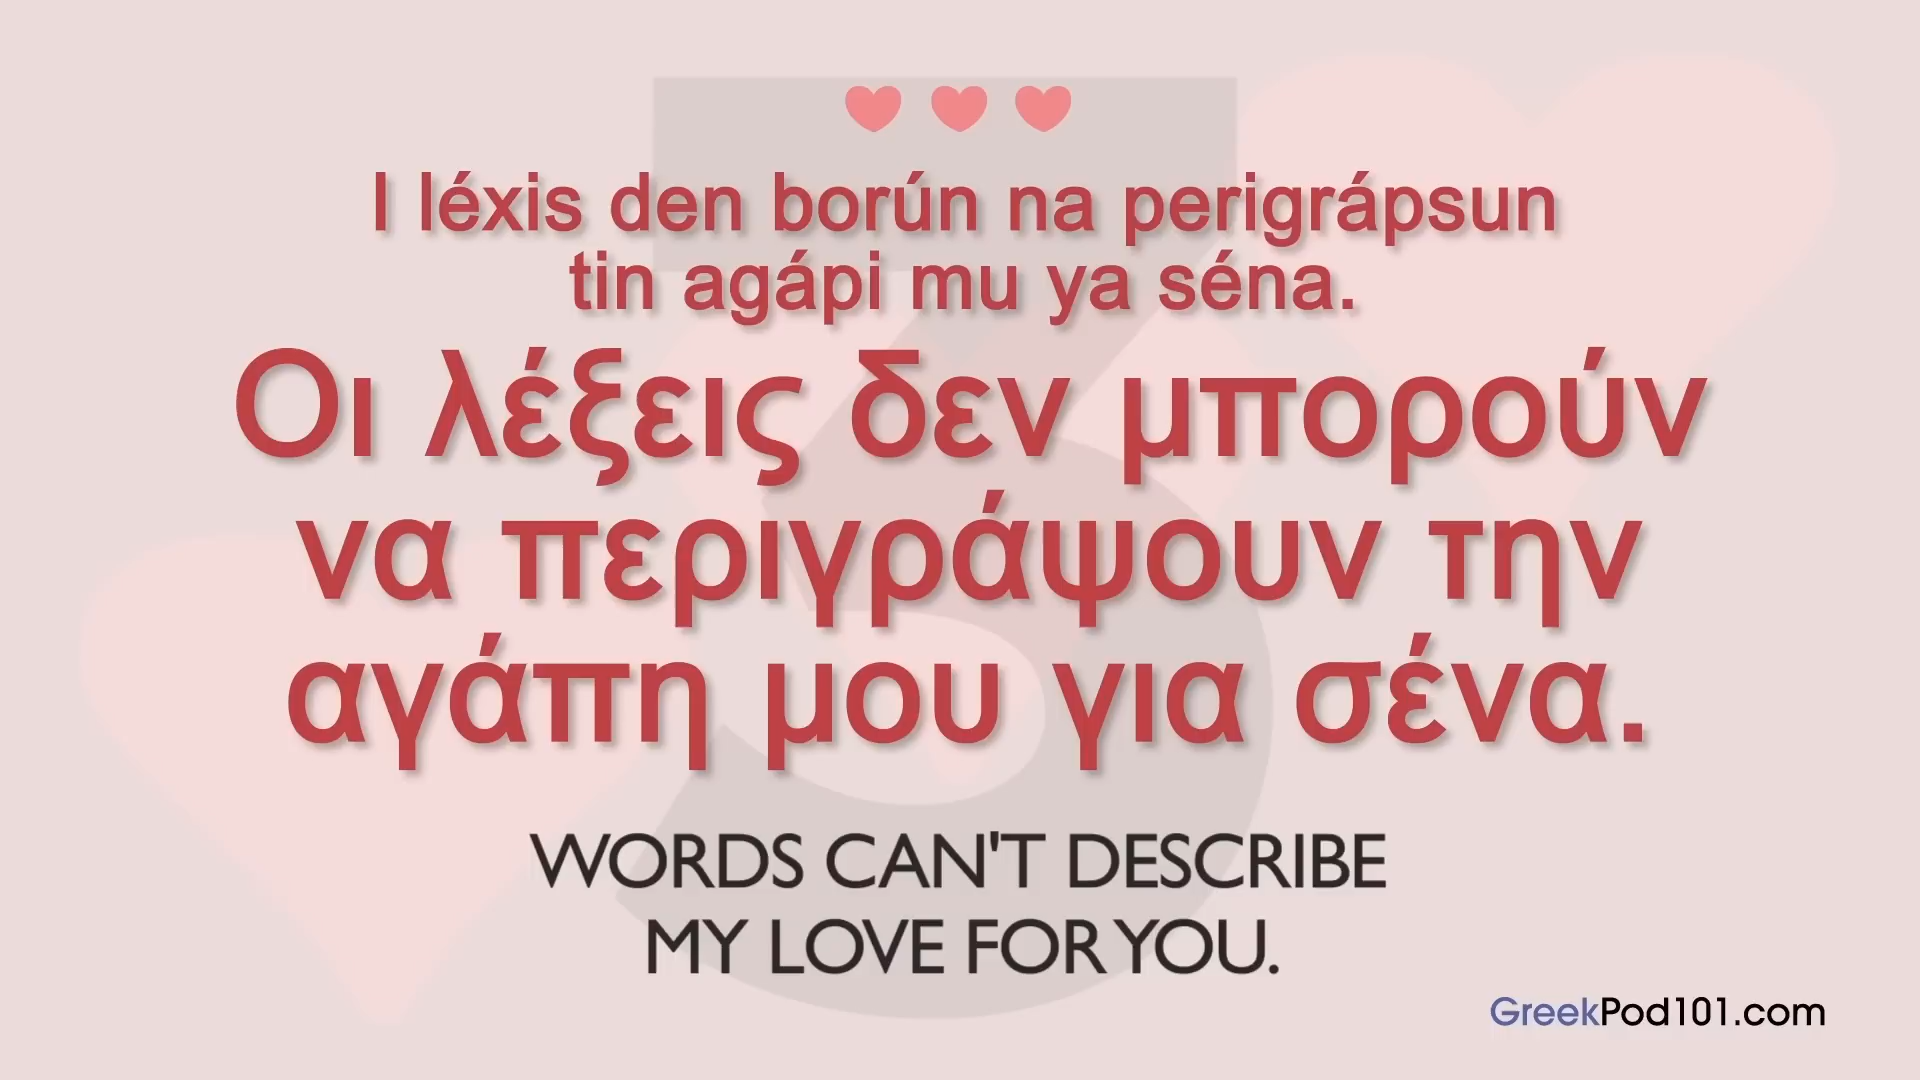 I léxis den borún na perigrápsun
tin agápi mu ya séna.
Οι λέξεις δεν μπορούν
να περιγράψουν την
αγάπη μου για σένα.
WORDS CAN'T DESCRIBE
MY LOVE FOR YOU.
GreekPod101.com
3